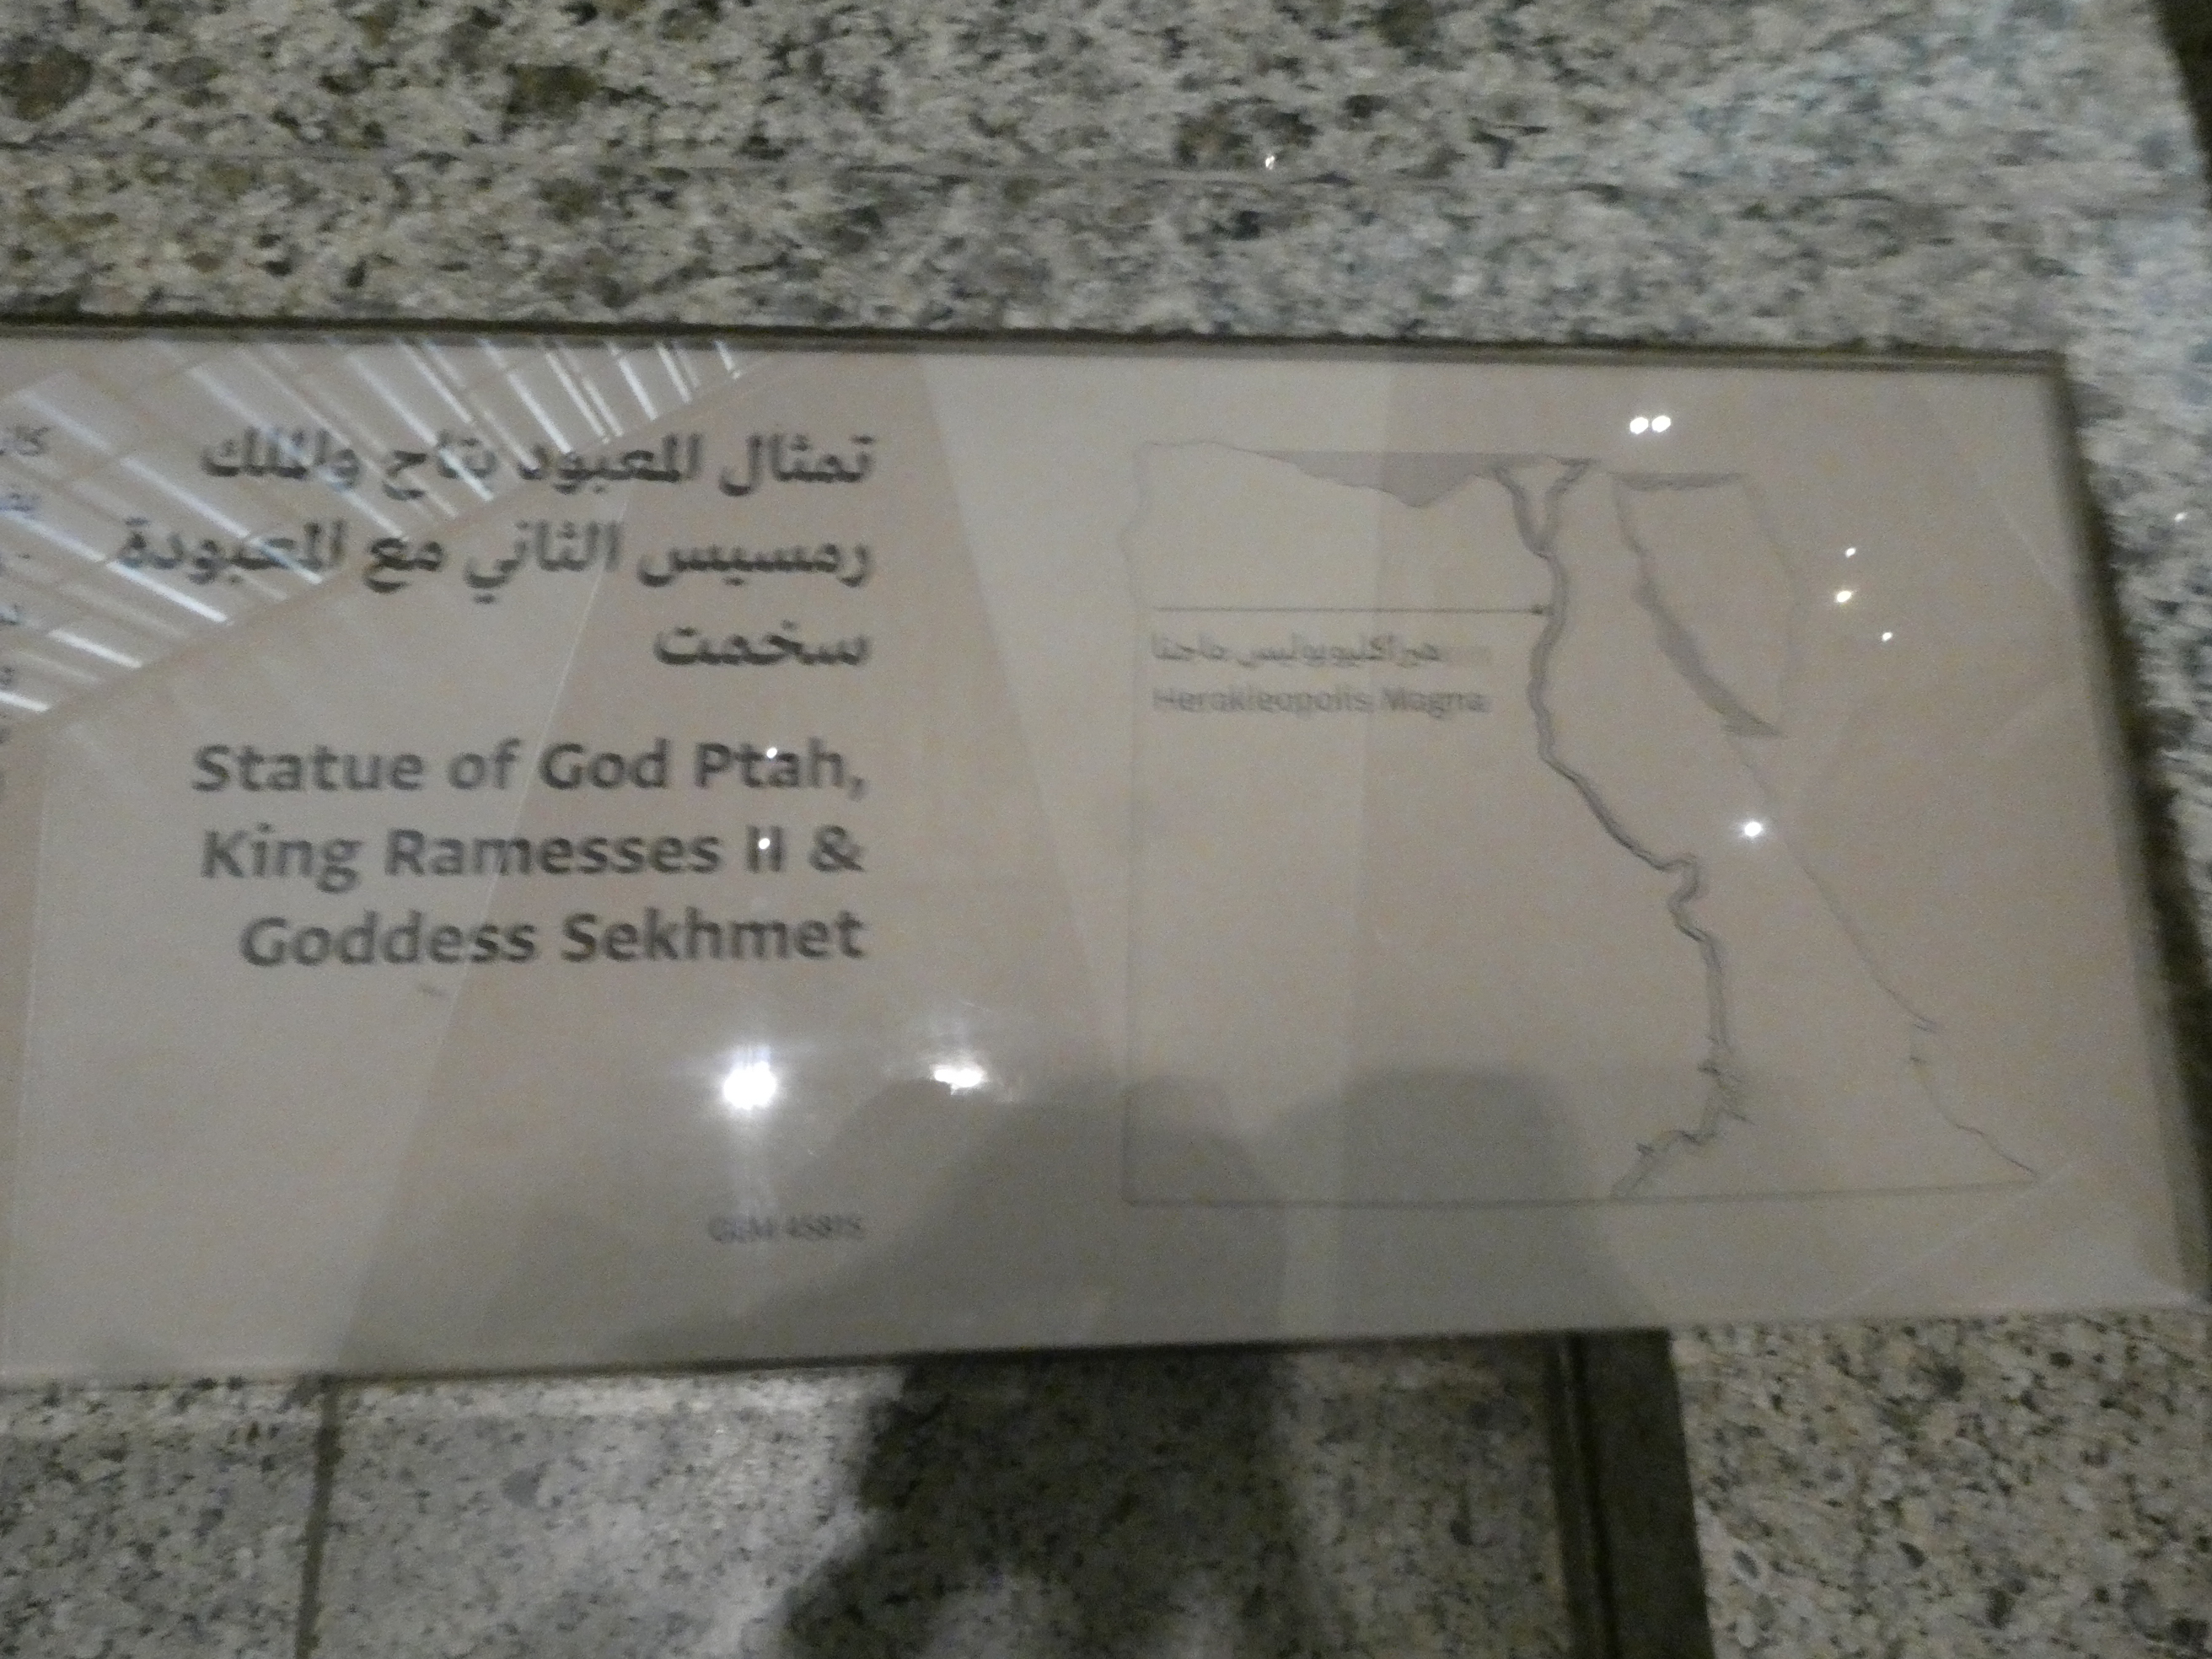 تمثال المعبود بتاح والملك
رمسيس الثاني مع المعبودة
سخمت
Statue of God Ptah,
King Ramesses II &
Goddess Sekhmet
هيراكليوبوليس ماجنا
Herakleopolis Magna
GEM